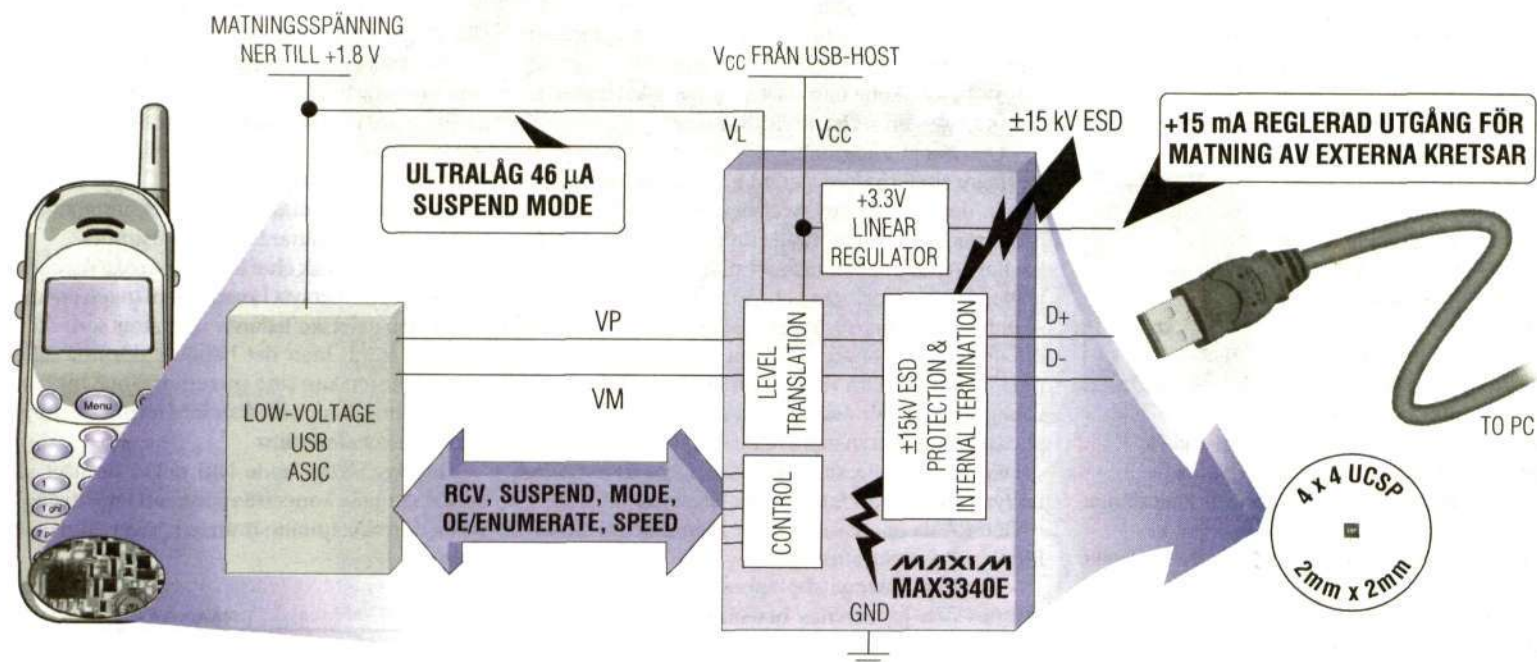 MATNINGSSPÄNNING
NER TILL +1.8 V
VCC FRÅN USB-HOST
VL
VCC
±15 kV ESD
+15 mA REGLERAD UTGÅNG FÖR
MATNING AV EXTERNA KRETSAR
ULTRALÅG 46 μA
SUSPEND MODE
+3.3V
LINEAR
REGULATOR
VP
VM
D+
D-
LEVEL
TRANSLATION
±15kV ESD
PROTECTION &
INTERNAL TERMINATION
LOW-VOLTAGE
USB
ASIC
RCV, SUSPEND, MODE,
OE/ENUMERATE, SPEED
CONTROL
MAXIM
MAX3340E
GND
TO PC
4 x 4 UCSP
2mm x 2mm
Menu